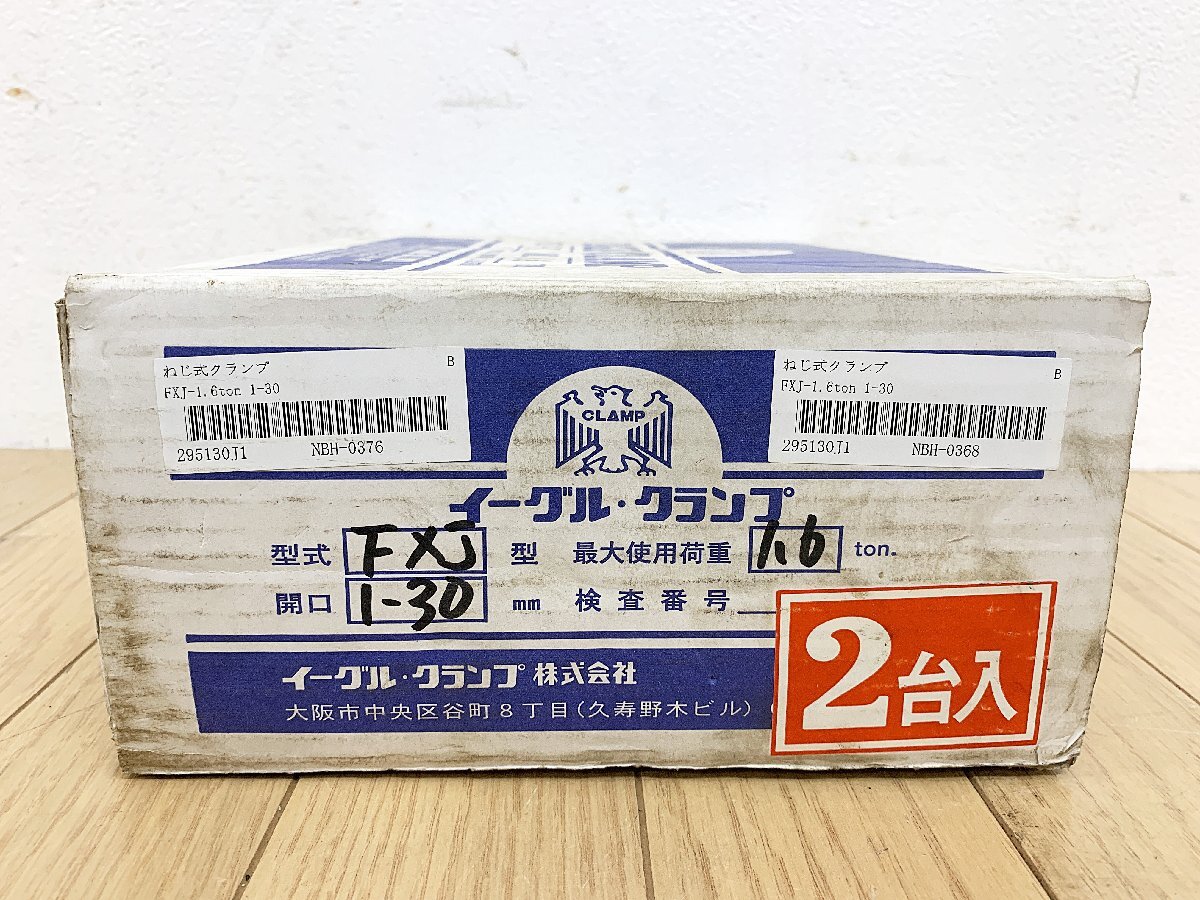 ねじ式クランプ B
FXJ-1.6ton 1-30
295130J1 NBH-0376
ねじ式クランプ B
FXJ-1.6ton 1-30
295130J1 NBH-0368
CLAMP
イーグル・クランプ
型式 FXJ 型 最大使用荷重 1.6 ton.
開口 1-30 mm 検査番号
イーグル・クランプ株式会社
大阪市中央区谷町8丁目(久寿野木ビル)
2台入